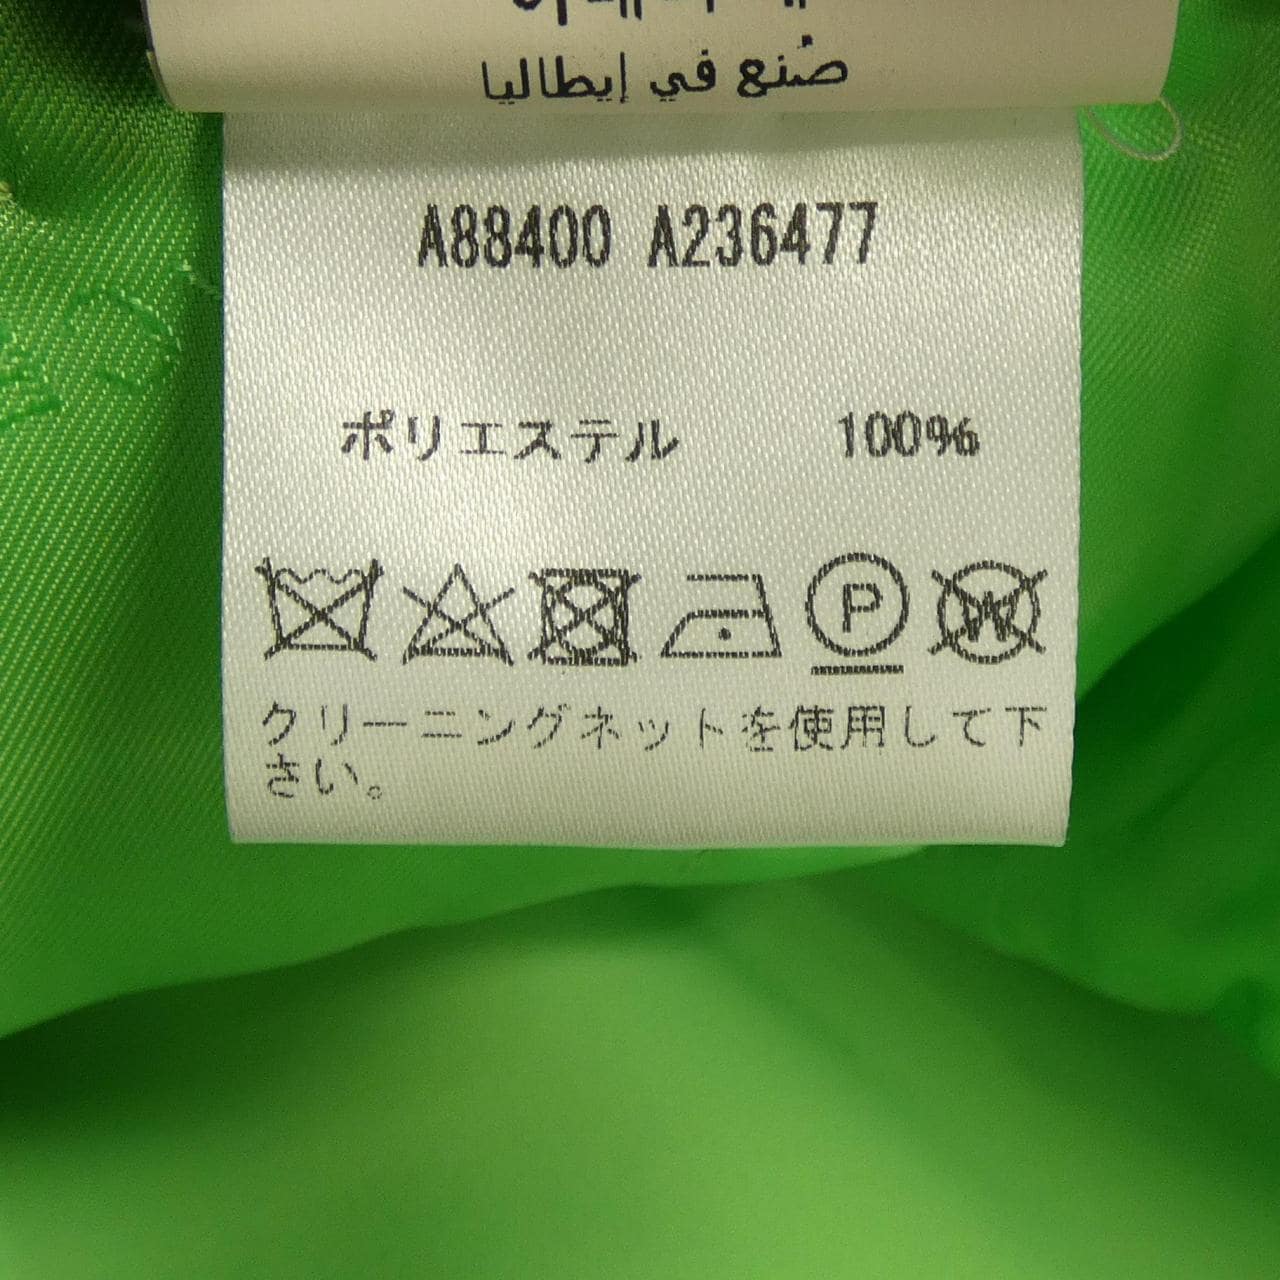 صُنع في إيطاليا
A88400 A236477
ポリエステル 100%
P W
クリーニングネットを使用して下
さい。